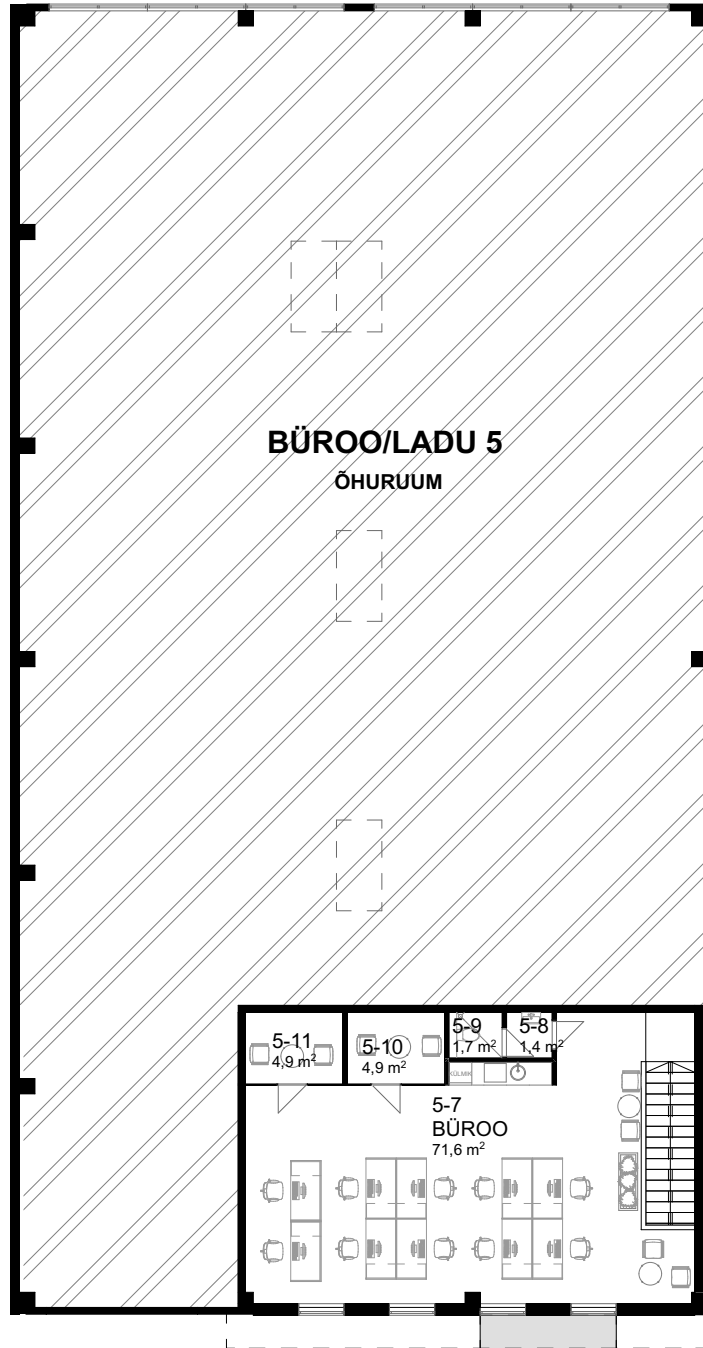 BÜROO/LADU 5
ÕHURUUM
5-11
4,9 m²
5-10
4,9 m²
5-9
1,7 m²
5-8
1,4 m²
KÜLMIK
5-7
BÜROO
71,6 m²